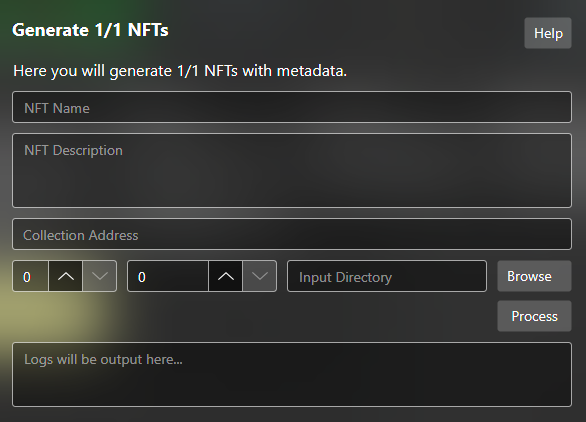 Generate 1/1 NFTs
Help
Here you will generate 1/1 NFTs with metadata.
NFT Name
NFT Description
Collection Address
0 0 Input Directory Browse
Process
Logs will be output here...